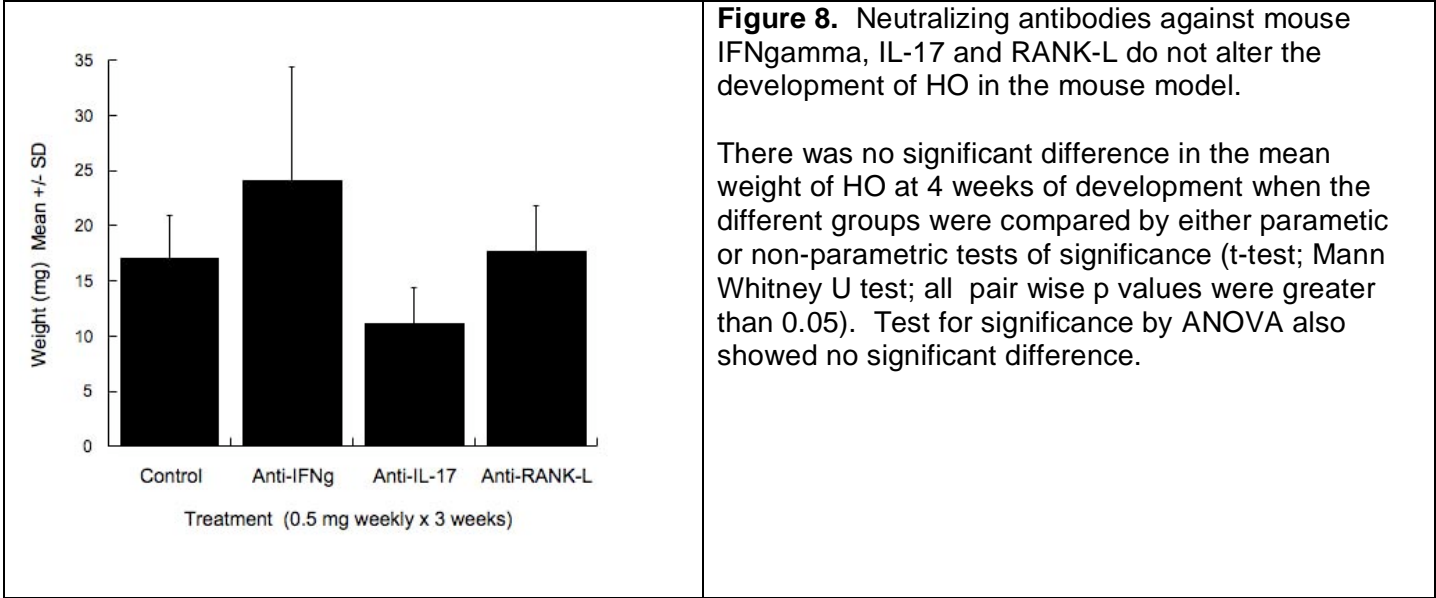 Figure 8.  Neutralizing antibodies against mouse
IFNgamma, IL-17 and RANK-L do not alter the
development of HO in the mouse model.
There was no significant difference in the mean
weight of HO at 4 weeks of development when the
different groups were compared by either parametic
or non-parametric tests of significance (t-test; Mann
Whitney U test; all  pair wise p values were greater
than 0.05).  Test for significance by ANOVA also
showed no significant difference.
Weight (mg)  Mean +/- SD
35
30
25
20
15
10
5
0
Control Anti-IFNg Anti-IL-17 Anti-RANK-L
Treatment  (0.5 mg weekly x 3 weeks)